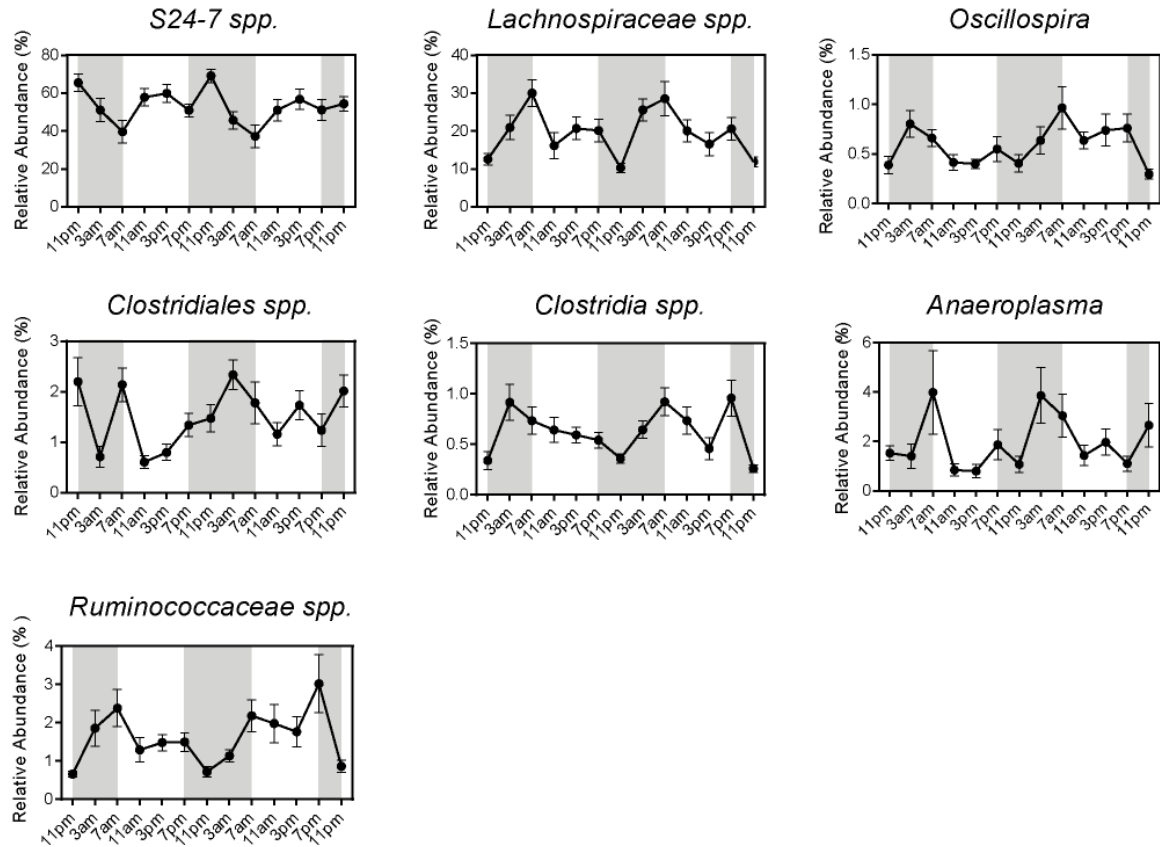 S24-7 spp.
Relative Abundance (%)
80
60
40
20
0
11pm 3am 7am 11am 3pm 7pm 11pm 3am 7am 11am 3pm 7pm 11pm
Lachnospiraceae spp.
Relative Abundance (%)
40
30
20
10
0
11pm 3am 7am 11am 3pm 7pm 11pm 3am 7am 11am 3pm 7pm 11pm
Oscillospira
Relative Abundance (%)
1.5
1.0
0.5
0.0
11pm 3am 7am 11am 3pm 7pm 11pm 3am 7am 11am 3pm 7pm 11pm
Clostridiales spp.
Relative Abundance (%)
3
2
1
0
11pm 3am 7am 11am 3pm 7pm 11pm 3am 7am 11am 3pm 7pm 11pm
Clostridia spp.
Relative Abundance (%)
1.5
1.0
0.5
0.0
11pm 3am 7am 11am 3pm 7pm 11pm 3am 7am 11am 3pm 7pm 11pm
Anaeroplasma
Relative Abundance (%)
6
4
2
0
11pm 3am 7am 11am 3pm 7pm 11pm 3am 7am 11am 3pm 7pm 11pm
Ruminococcaceae spp.
Relative Abundance (%)
4
3
2
1
0
11pm 3am 7am 11am 3pm 7pm 11pm 3am 7am 11am 3pm 7pm 11pm